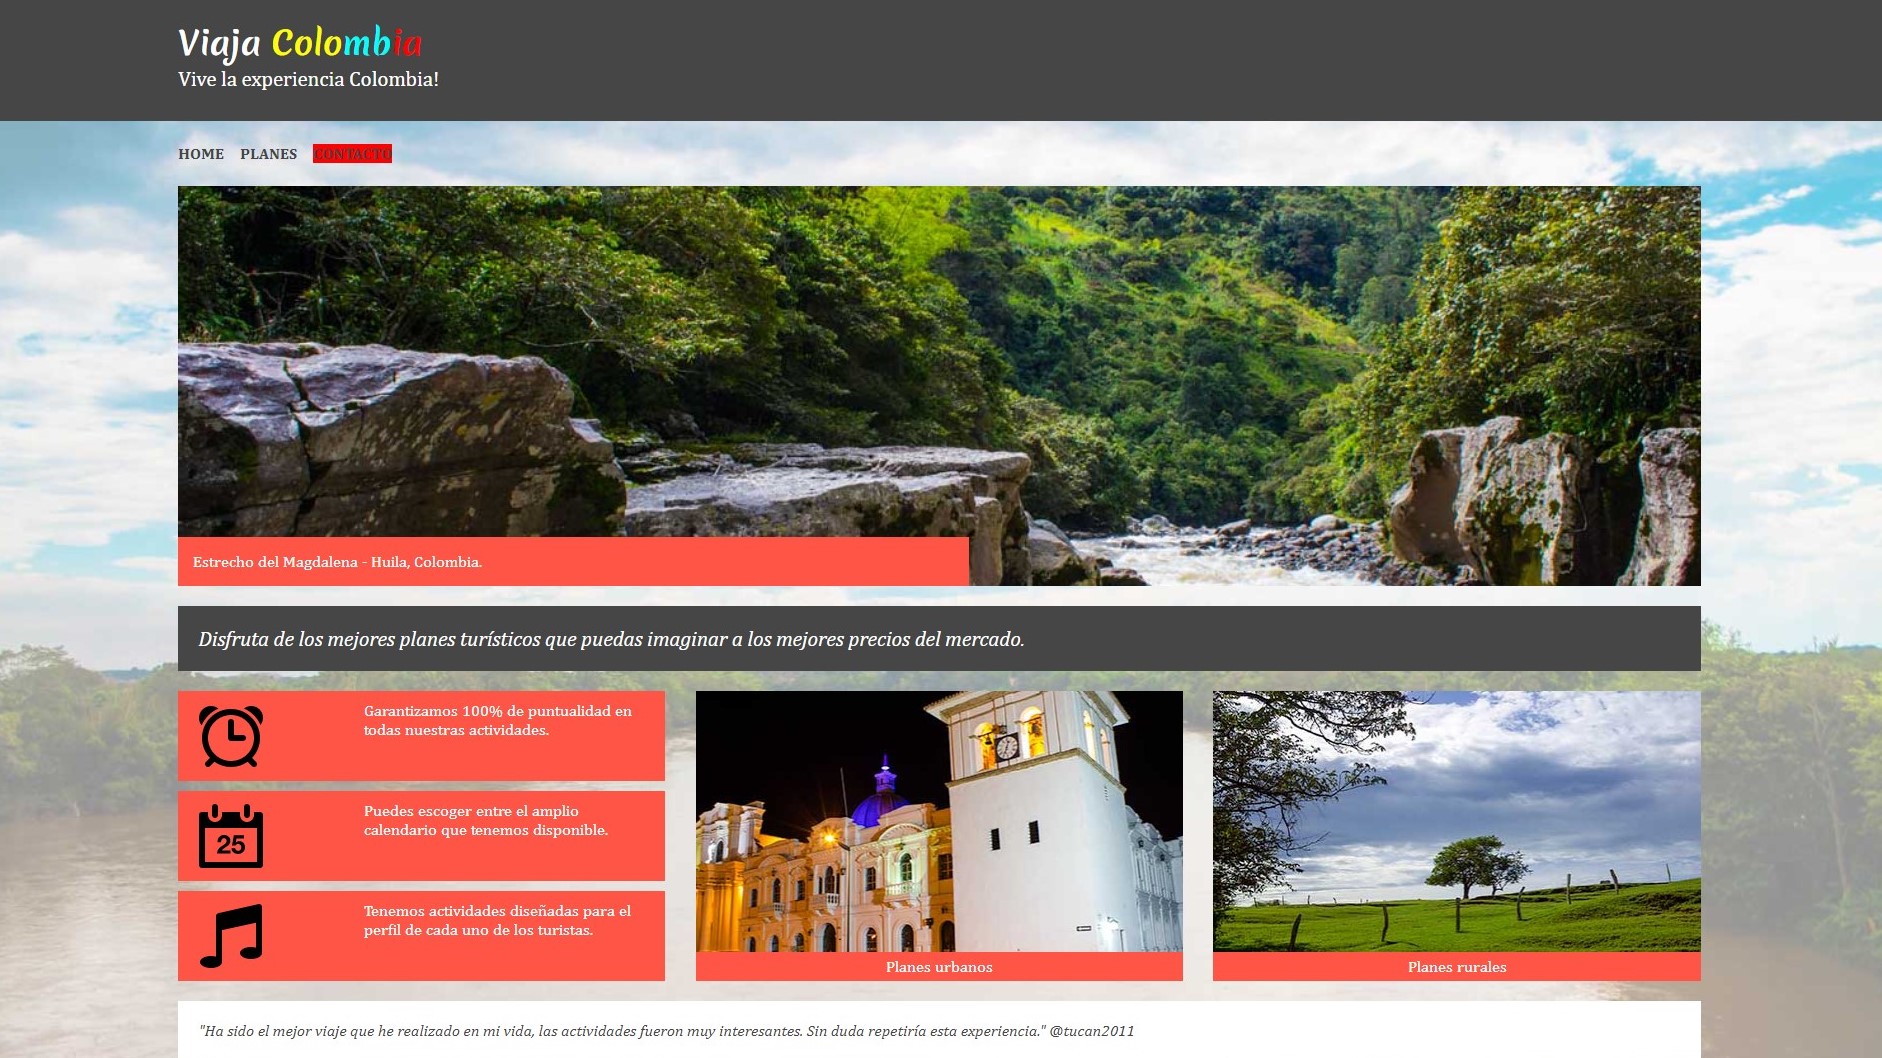 Viaja Colombia
Vive la experiencia Colombia!
HOME PLANES CONTACTO
Estrecho del Magdalena - Huila, Colombia.
Disfruta de los mejores planes turísticos que puedas imaginar a los mejores precios del mercado.
Garantizamos 100% de puntualidad en
todas nuestras actividades.
25
Puedes escoger entre el amplio
calendario que tenemos disponible.
Tenemos actividades diseñadas para el
perfil de cada uno de los turistas.
Planes urbanos
Planes rurales
"Ha sido el mejor viaje que he realizado en mi vida, las actividades fueron muy interesantes. Sin duda repetiría esta experiencia." @tucan2011